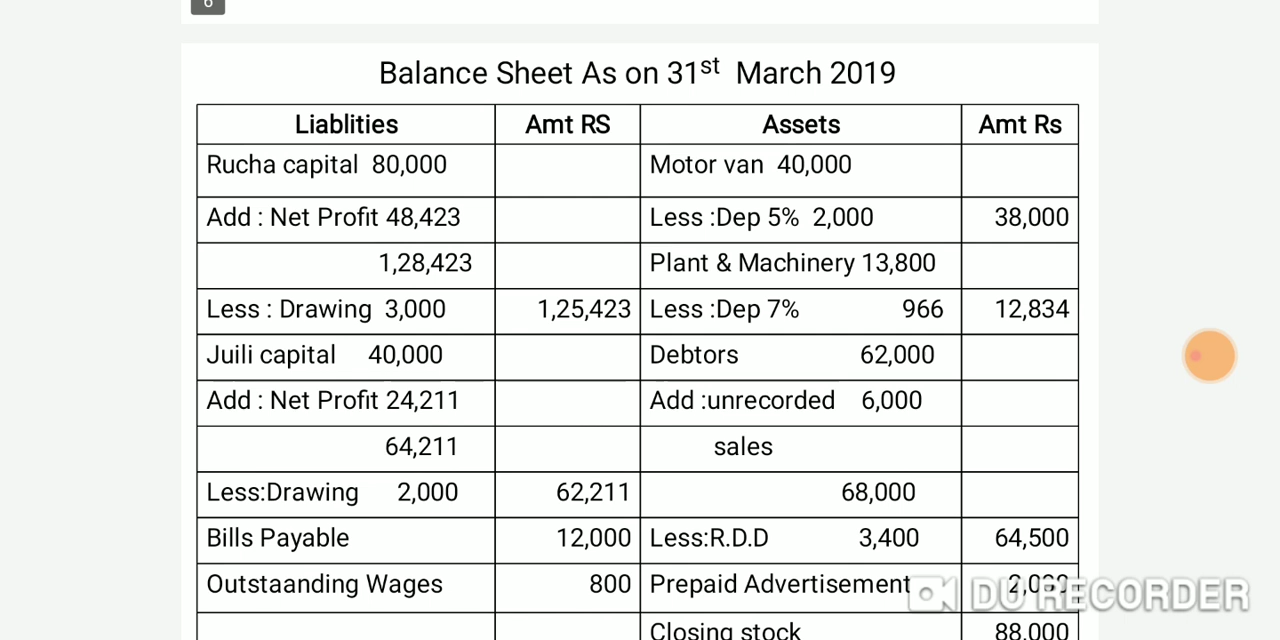 6
Balance Sheet As on 31st March 2019
Liablities Amt RS Assets Amt Rs
Rucha capital 80,000 Motor van 40,000
Add : Net Profit 48,423 Less :Dep 5% 2,000 38,000
1,28,423 Plant & Machinery 13,800
Less : Drawing 3,000 1,25,423 Less :Dep 7% 966 12,834
Juili capital 40,000 Debtors 62,000
Add : Net Profit 24,211 Add :unrecorded 6,000
64,211 sales
Less:Drawing 2,000 62,211 68,000
Bills Payable 12,000 Less:R.D.D 3,400 64,500
Outstaanding Wages 800 Prepaid Advertisement
DU RECORDER
Closing stock 88,000